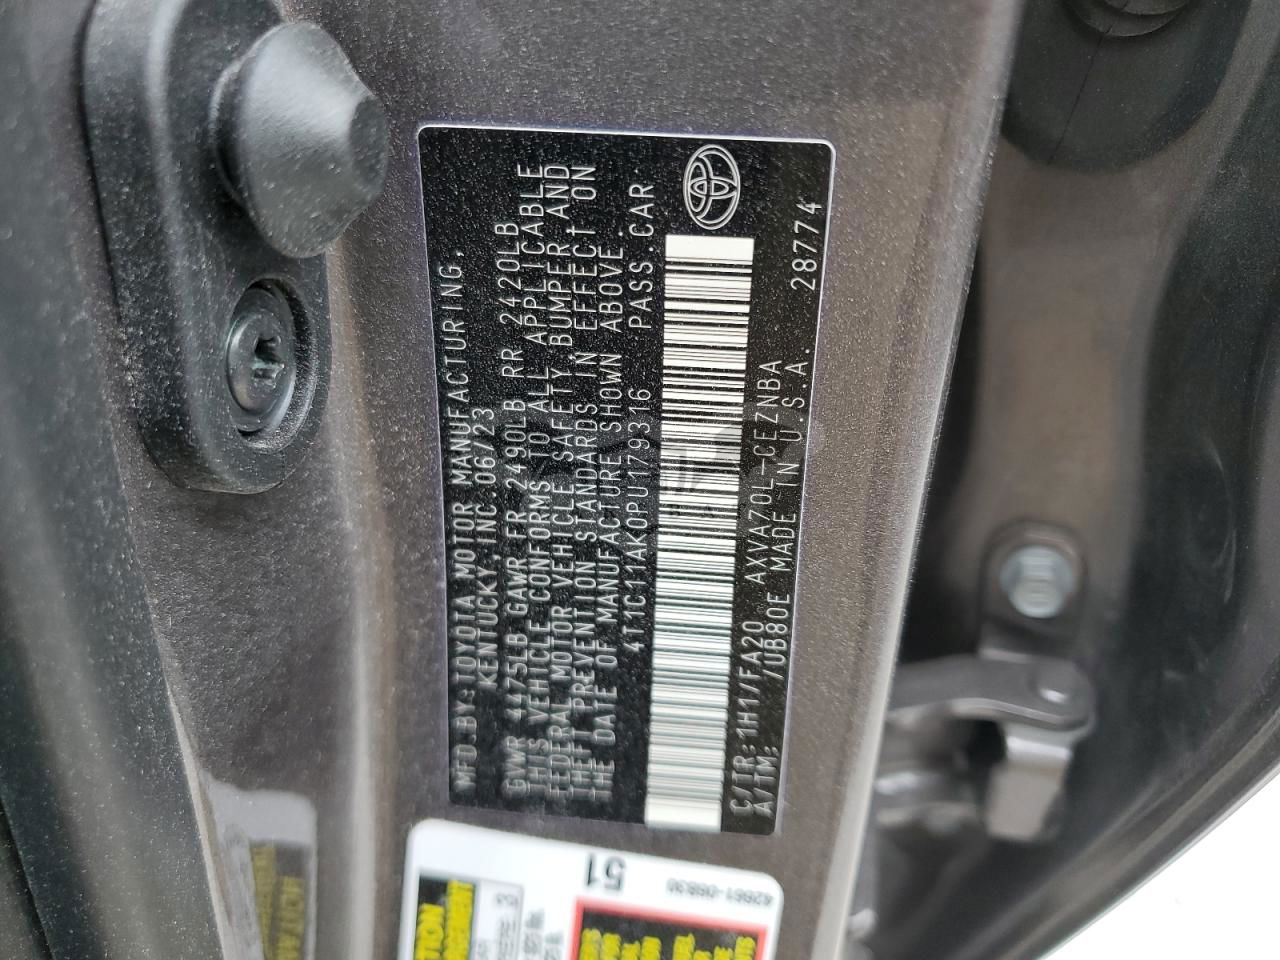 MFD.BY:TOYOTA MOTOR MANUFACTURING,
KENTUCKY,INC.06/23
GVWR 4475LB GAWR FR 2490LB RR 2420LB
THIS VEHICLE CONFORMS TO ALL APPLICABLE
FEDERAL MOTOR VEHICLE SAFETY,BUMPER AND
THEFT PREVENTION STANDARDS IN EFFECT ON
THE DATE OF MANUFACTURE SHOWN ABOVE.
4T1C11AK0PU179316 PASS.CAR
C/TR:1H1/FA20 AXVA70L-CEZNBA
A/TM: /UB80E MADE IN U.S.A. 28774
51